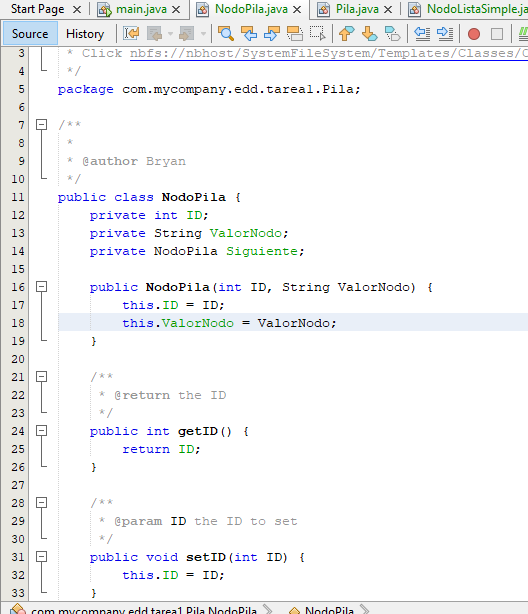 Start Page
main.java
NodoPila.java
Pila.java
NodoListaSimple.ja
Source
History
3 * Click nbfs://nbhost/SystemFileSystem/Templates/Classes/C
4 */
5 package com.mycompany.edd.tarea1.Pila;
6
7 /**
8 *
9 * @author Bryan
10 */
11 public class NodoPila {
12 private int ID;
13 private String ValorNodo;
14 private NodoPila Siguiente;
15
16 public NodoPila(int ID, String ValorNodo) {
17 this.ID = ID;
18 this.ValorNodo = ValorNodo;
19 }
20
21 /**
22 * @return the ID
23 */
24 public int getID() {
25 return ID;
26 }
27
28 /**
29 * @param ID the ID to set
30 */
31 public void setID(int ID) {
32 this.ID = ID;
33 }
com.mycompany.edd.tarea1.Pila.NodoPila
NodoPila